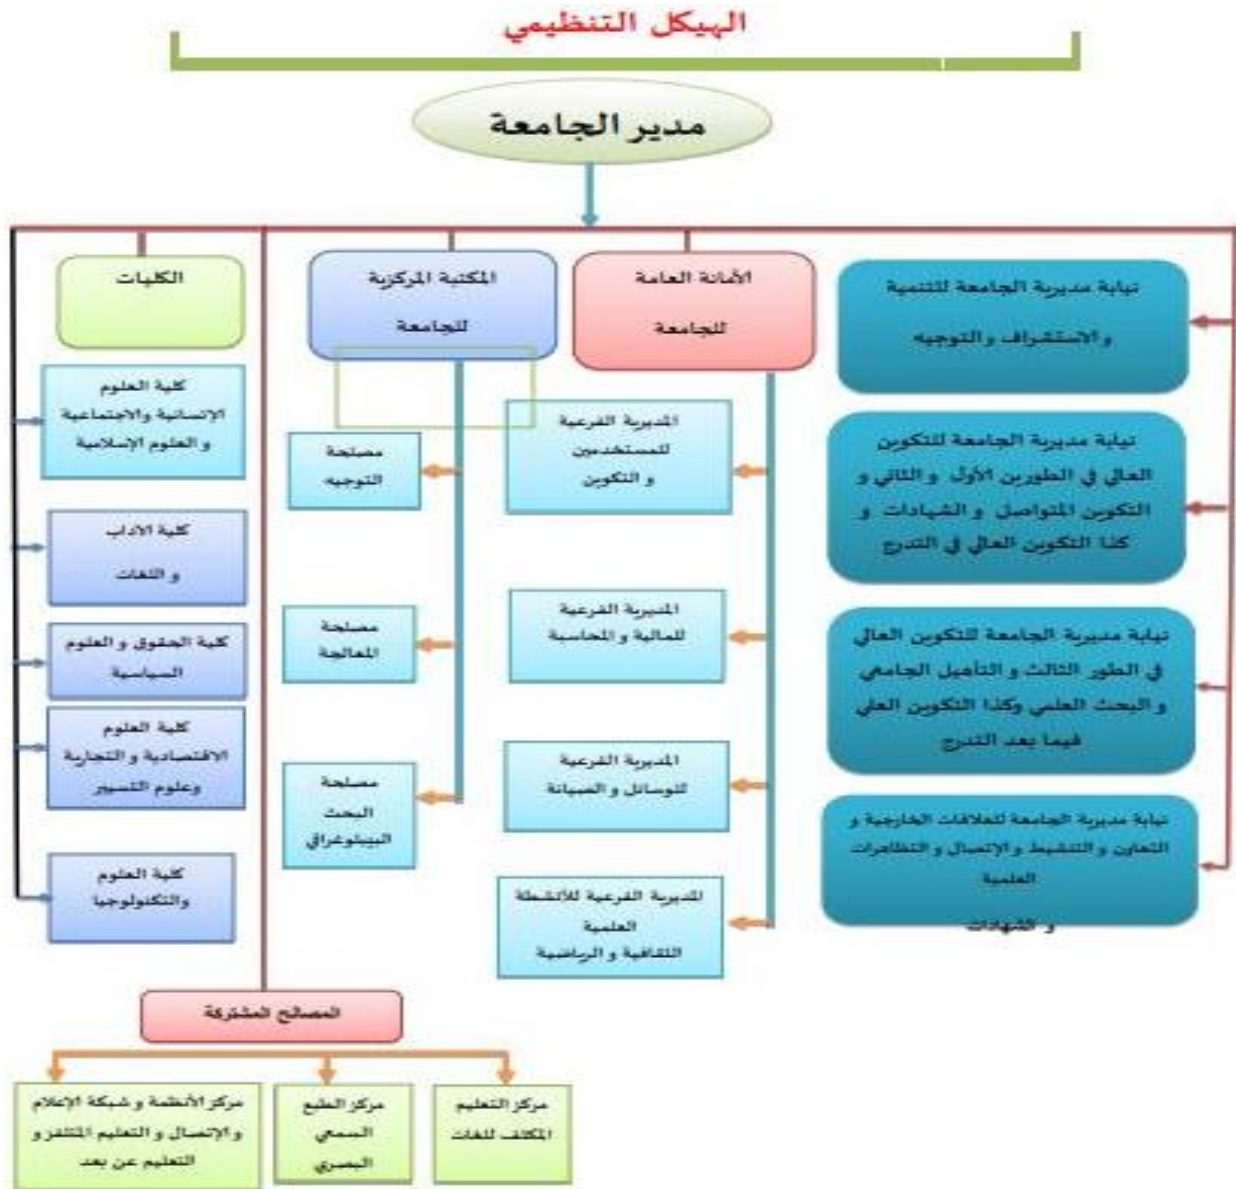 الهيكل التنظيمي
مدير الجامعة
نيابة مديرية الجامعة للتنمية
و الاستشراف و التوجيه
نيابة مديرية الجامعة للتكوين
العالي في الطورين الأول و الثاني و
التكوين المتواصل و الشهادات و
كذا التكوين العالي في التدرج
نيابة مديرية الجامعة للتكوين العالي
في الطور الثالث و التأهيل الجامعي
و البحث العلمي وكذا التكوين العلي
فيما بعد التدرج
نيابة مديرية الجامعة للعلاقات الخارجية و
التعاون و التنشيط و الإتصال و التظاهرات
العلمية
و الشهادات
الأمانة العامة
للجامعة
المديرية الفرعية
للمستخدمين
و التكوين
المديرية الفرعية
للمالية و المحاسبة
المديرية الفرعية
للوسائل و الصيانة
المديرية الفرعية للأنشطة
العلمية
الثقافية و الرياضية
المكتبة المركزية
للجامعة
مصلحة
التوجيه
مصلحة
المعالجة
مصلحة
البحث
البيبلوغرافي
الكليات
كلية العلوم
الإنسانية والاجتماعية
و العلوم الإسلامية
كلية الاداب
و اللغات
كلية الحقوق و العلوم
السياسية
كلية العلوم
الاقتصادية و التجارية
وعلوم التسيير
كلية العلوم
والتكنولوجيا
المصالح المشتركة
مركز التعليم
المكثف للغات
مركز الطبع
السمعي
البصري
مركز الأنظمة و شبكة الإعلام
و الإتصال و التعليم المتلفز و
التعليم عن بعد